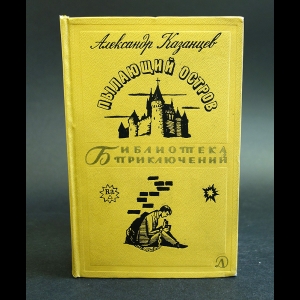 Александр Казанцев
ПЫЛАЮЩИЙ ОСТРОВ
БИБЛИОТЕКА
ПРИКЛЮЧЕНИЙ